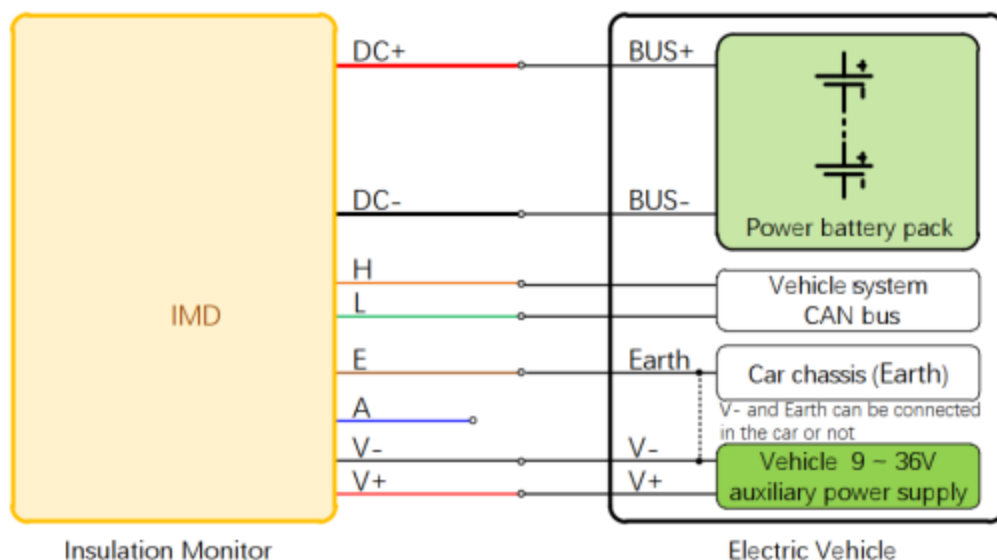 DC+
BUS+
DC-
BUS-
Power battery pack
H
L
Vehicle system
CAN bus
IMD
E
Earth
Car chassis (Earth)
A
V- and Earth can be connected
in the car or not
V-
V-
V+
V+
Vehicle 9 ~ 36V
auxiliary power supply
Insulation Monitor
Electric Vehicle